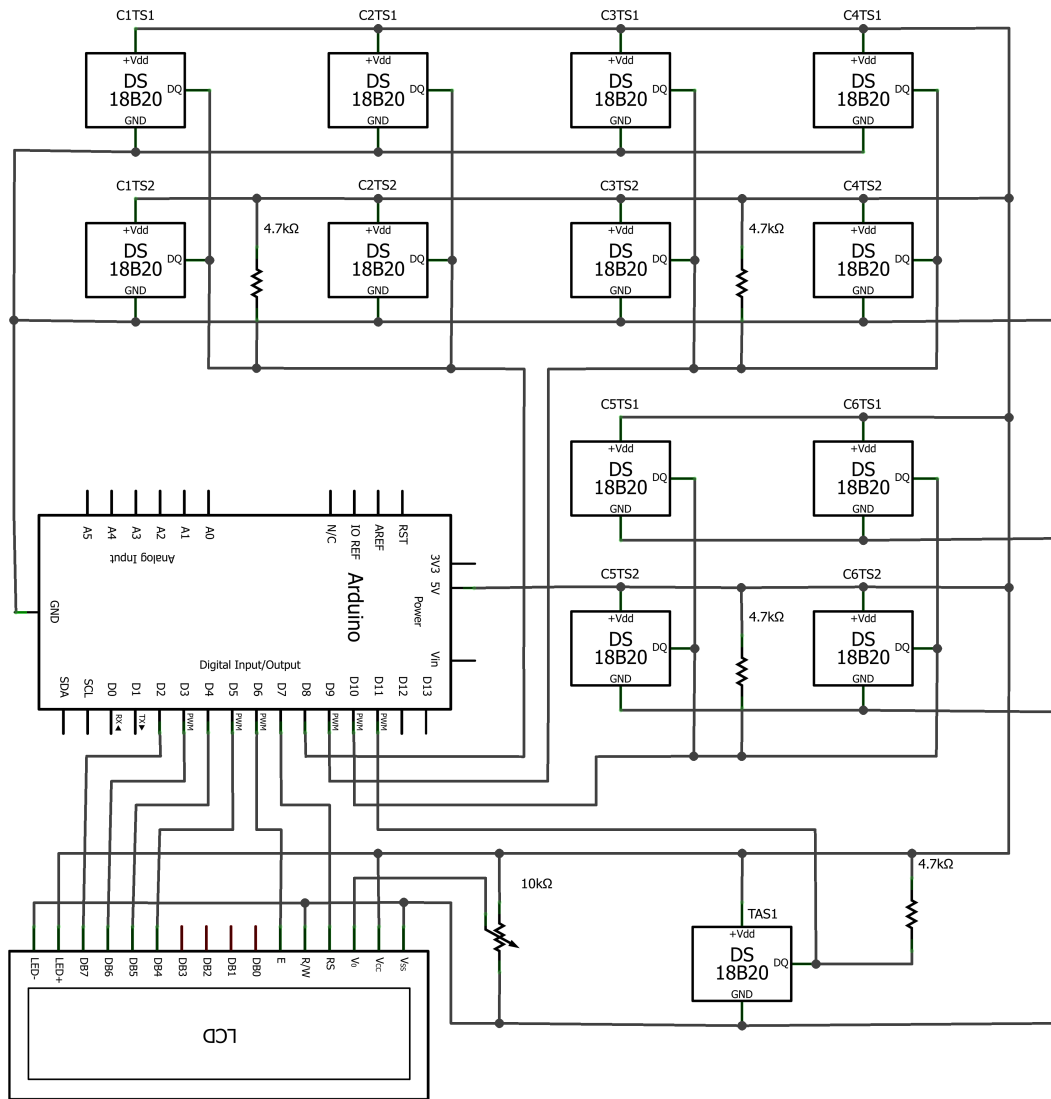 C1TS1
C2TS1
C3TS1
C4TS1
+Vdd
DS
18B20
DQ
GND
+Vdd
DS
18B20
DQ
GND
+Vdd
DS
18B20
DQ
GND
+Vdd
DS
18B20
DQ
GND
C1TS2
C2TS2
C3TS2
C4TS2
+Vdd
DS
18B20
DQ
GND
4.7kΩ
+Vdd
DS
18B20
DQ
GND
+Vdd
DS
18B20
DQ
GND
4.7kΩ
+Vdd
DS
18B20
DQ
GND
C5TS1
C6TS1
+Vdd
DS
18B20
DQ
GND
+Vdd
DS
18B20
DQ
GND
A5
A4
A3
A2
A1
A0
Analog Input
N/C
IO REF
AREF
RST
3V3
5V
Power
Vin
Arduino
GND
Digital Input/Output
SDA
SCL
D0
D1
D2
D3
D4
D5
D6
D7
D8
D9
D10
D11
D12
D13
RX◀
TX▶
PWM
PWM
PWM
PWM
PWM
PWM
C5TS2
C6TS2
+Vdd
DS
18B20
DQ
GND
4.7kΩ
+Vdd
DS
18B20
DQ
GND
10kΩ
4.7kΩ
TAS1
+Vdd
DS
18B20
DQ
GND
LED-
LED+
DB7
DB6
DB5
DB4
DB3
DB2
DB1
DB0
E
R/W
RS
V0
Vcc
Vss
LCD